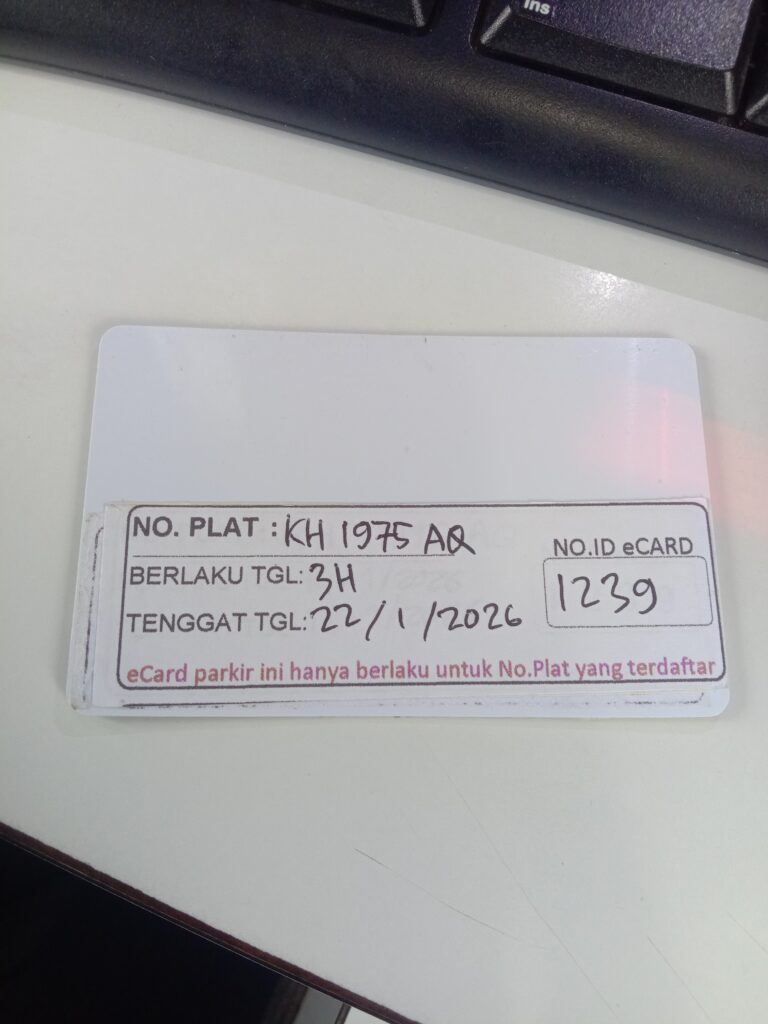 Ins
NO. PLAT : KH 1975 AQ
NO.ID eCARD
BERLAKU TGL: 3H
1239
TENGGAT TGL: 22/1/2026
eCard parkir ini hanya berlaku untuk No.Plat yang terdaftar